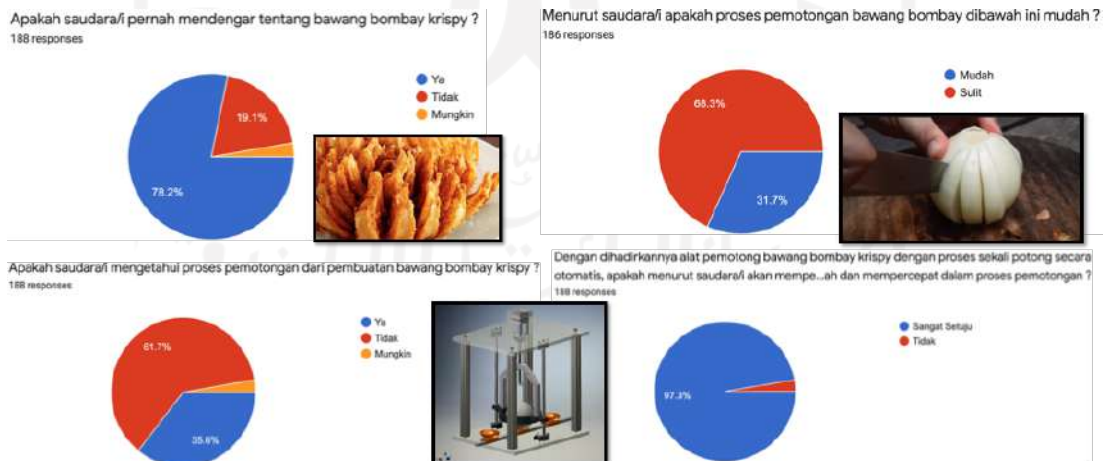 Apakah saudara/i pernah mendengar tentang bawang bombay krispy ?
188 responses
Ya
Tidak
Mungkin
19.1%
78.2%
Menurut saudara/i apakah proses pemotongan bawang bombay dibawah ini mudah ?
186 responses
Mudah
Sulit
68.3%
31.7%
Apakah saudara/i mengetahui proses pemotongan dari pembuatan bawang bombay krispy ?
188 responses
Ya
Tidak
Mungkin
61.7%
35.6%
Dengan dihadirkannya alat pemotong bawang bombay krispy dengan proses sekali potong secara
otomatis, apakah menurut saudara/i akan mempe...ah dan mempercepat dalam proses pemotongan ?
188 responses
Sangat Setuju
Tidak
97.3%